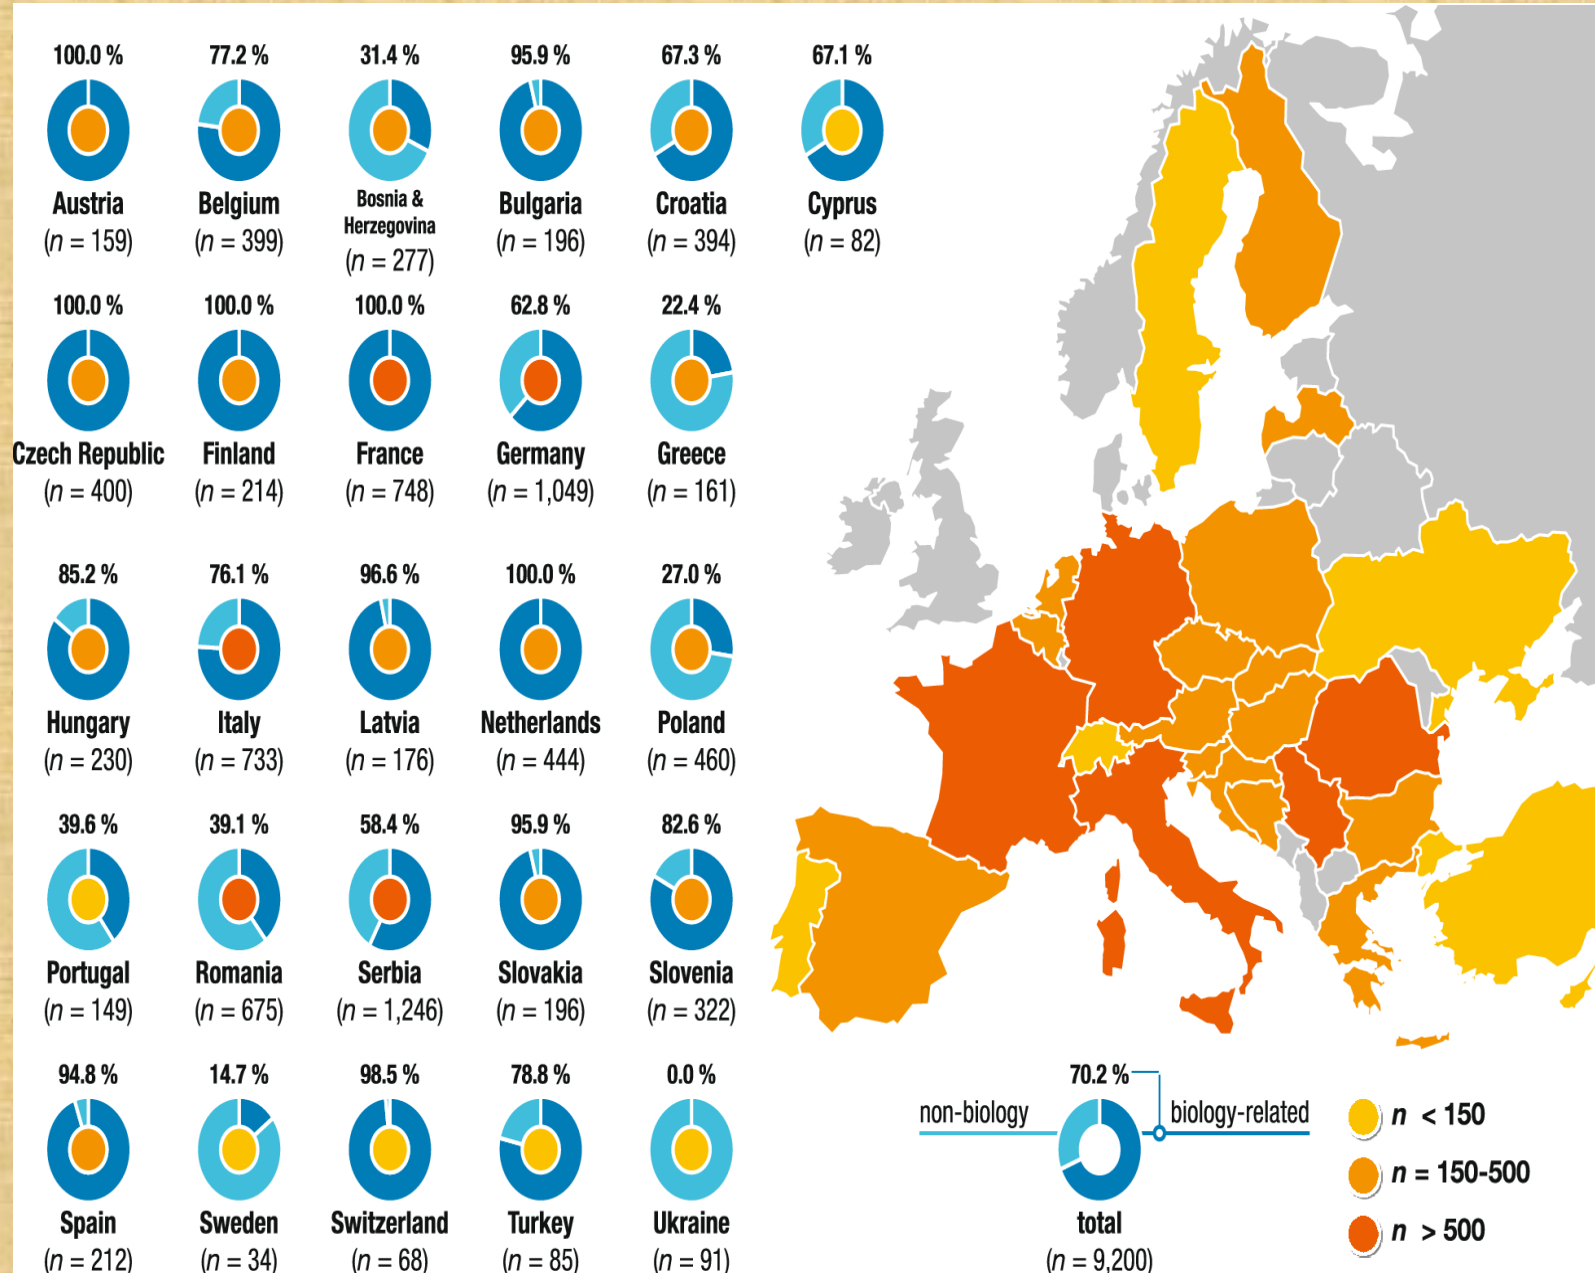 100.0 %
77.2 %
31.4 %
95.9 %
67.3 %
67.1 %
Austria
(n = 159)
Belgium
(n = 399)
Bosnia &
Herzegovina
(n = 277)
Bulgaria
(n = 196)
Croatia
(n = 394)
Cyprus
(n = 82)
100.0 %
100.0 %
100.0 %
62.8 %
22.4 %
Czech Republic
(n = 400)
Finland
(n = 214)
France
(n = 748)
Germany
(n = 1,049)
Greece
(n = 161)
85.2 %
76.1 %
96.6 %
100.0 %
27.0 %
Hungary
(n = 230)
Italy
(n = 733)
Latvia
(n = 176)
Netherlands
(n = 444)
Poland
(n = 460)
39.6 %
39.1 %
58.4 %
95.9 %
82.6 %
Portugal
(n = 149)
Romania
(n = 675)
Serbia
(n = 1,246)
Slovakia
(n = 196)
Slovenia
(n = 322)
94.8 %
14.7 %
98.5 %
78.8 %
0.0 %
Spain
(n = 212)
Sweden
(n = 34)
Switzerland
(n = 68)
Turkey
(n = 85)
Ukraine
(n = 91)
70.2 %
non-biology
biology-related
total
(n = 9,200)
n < 150
n = 150-500
n > 500